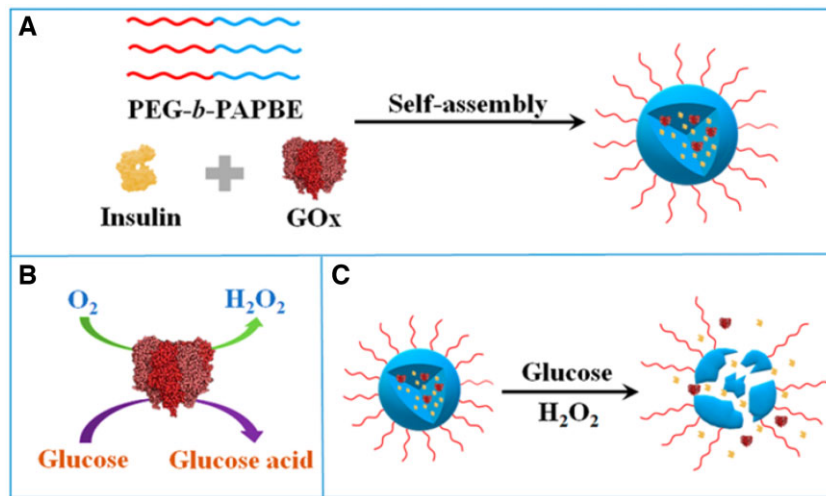 A
PEG-b-PAPBE
Insulin
GOx
Self-assembly
B
O₂
H₂O₂
Glucose
Glucose acid
C
Glucose
H₂O₂